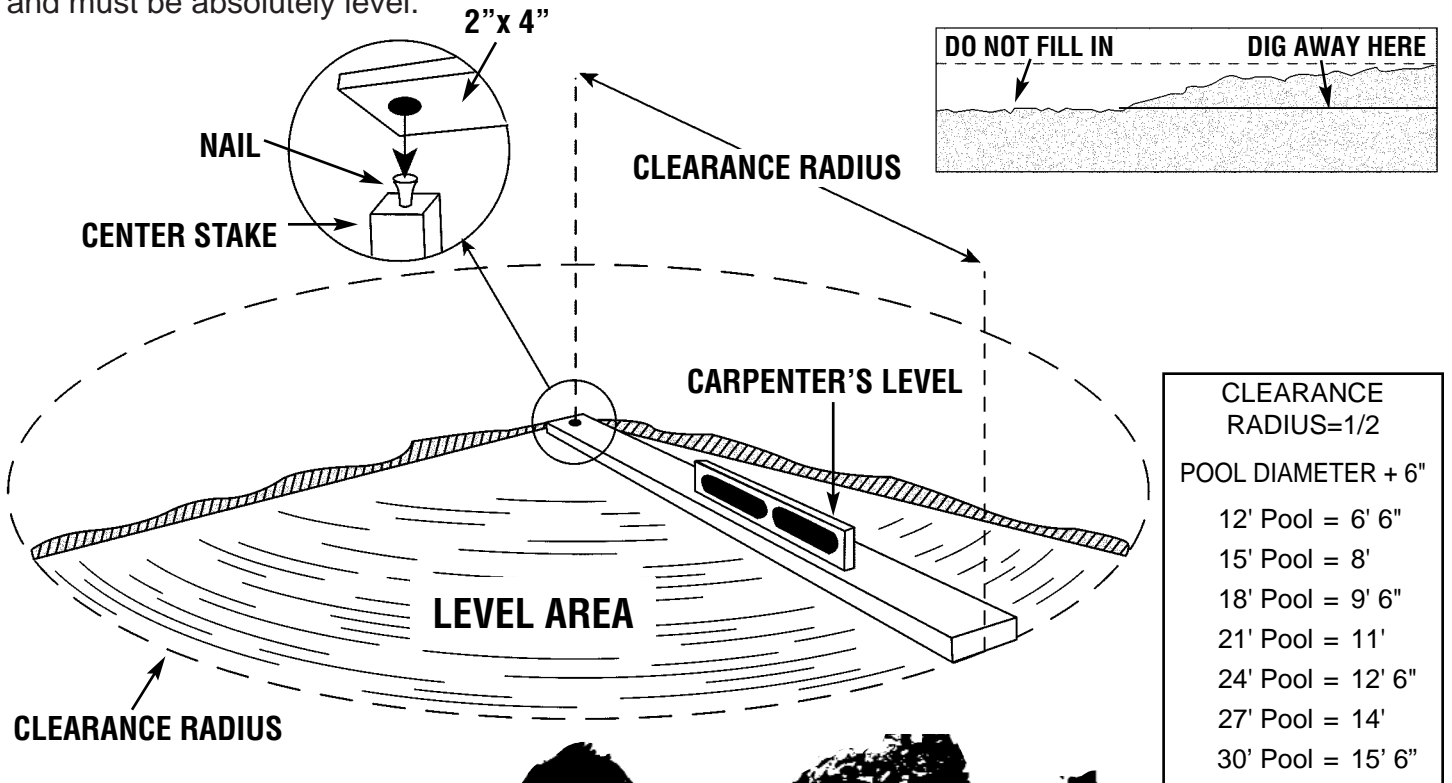 and must be absolutely level.
2”x 4”
DO NOT FILL IN
DIG AWAY HERE
NAIL
CLEARANCE RADIUS
CENTER STAKE
CARPENTER’S LEVEL
CLEARANCE
RADIUS=1/2
POOL DIAMETER + 6"
12' Pool = 6' 6"
15' Pool = 8'
18' Pool = 9' 6"
21' Pool = 11'
24' Pool = 12' 6"
27' Pool = 14'
30’ Pool = 15’ 6”
LEVEL AREA
CLEARANCE RADIUS